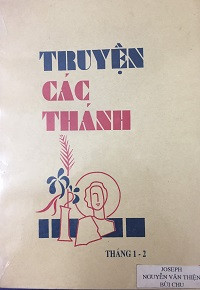 TRUYỆN
CÁC
THÁNH
THÁNG 1 - 2
JOSEPH
NGUYỄN VĂN THIỆN
BÙI CHU